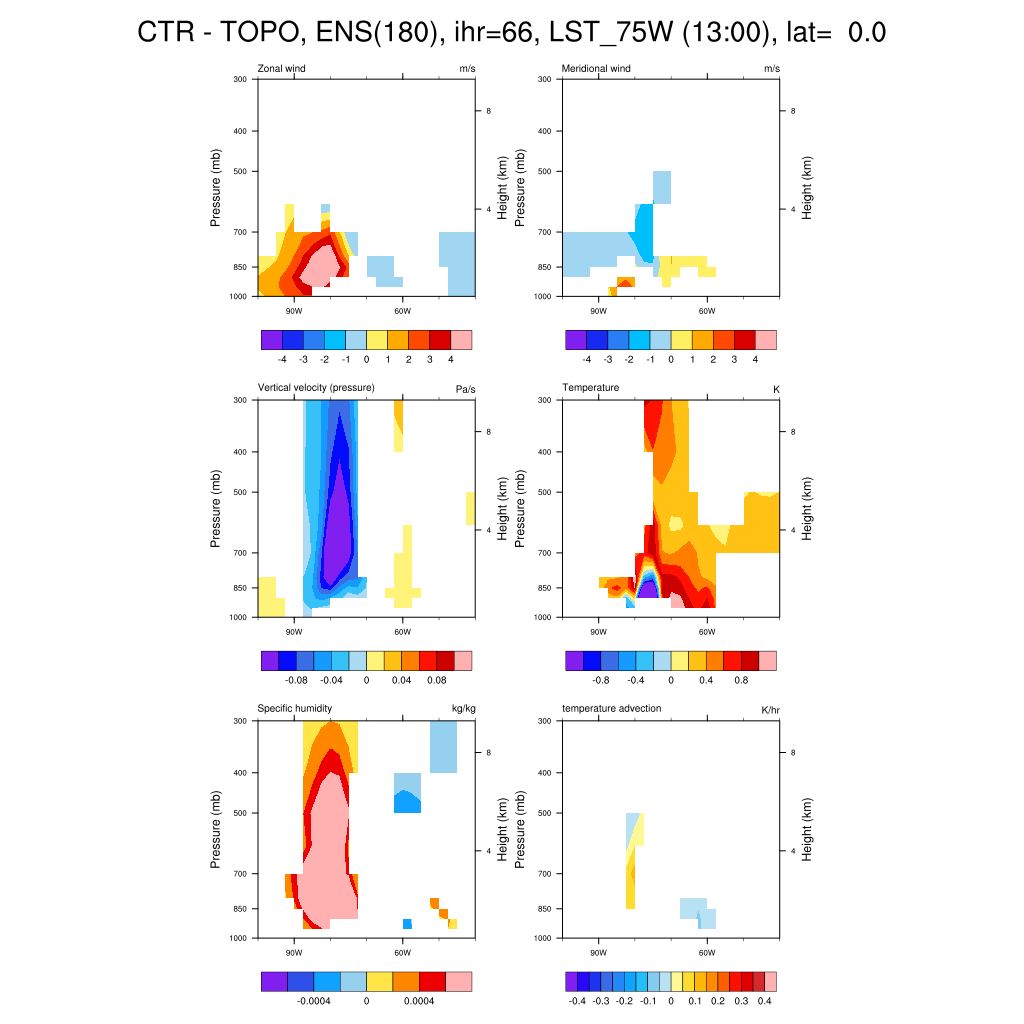 CTR - TOPO, ENS(180), ihr=66, LST_75W (13:00), lat=  0.0
Zonal wind m/s
300
400
500
700
850
1000
Pressure (mb)
8
4
Height (km)
90W 60W
-4 -3 -2 -1 0 1 2 3 4
Meridional wind m/s
300
400
500
700
850
1000
Pressure (mb)
8
4
Height (km)
90W 60W
-4 -3 -2 -1 0 1 2 3 4
Vertical velocity (pressure) Pa/s
300
400
500
700
850
1000
Pressure (mb)
8
4
Height (km)
90W 60W
-0.08 -0.04 0 0.04 0.08
Temperature K
300
400
500
700
850
1000
Pressure (mb)
8
4
Height (km)
90W 60W
-0.8 -0.4 0 0.4 0.8
Specific humidity kg/kg
300
400
500
700
850
1000
Pressure (mb)
8
4
Height (km)
90W 60W
-0.0004 0 0.0004
temperature advection K/hr
300
400
500
700
850
1000
Pressure (mb)
8
4
Height (km)
90W 60W
-0.4 -0.3 -0.2 -0.1 0 0.1 0.2 0.3 0.4